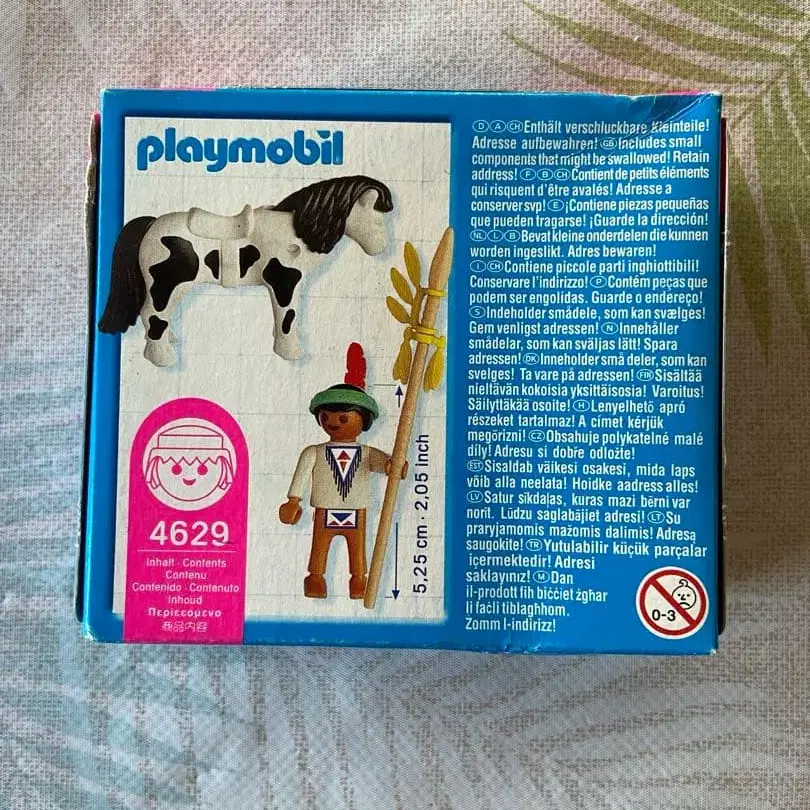 playmobil
5,25 cm · 2,05 inch
4629
Inhalt · Contents
Contenu
Contenido · Contenuto
Inhoud
Περιεχομενο
商品内容
D A CH Enthält verschluckbare Kleinteile!
Adresse aufbewahren! GB Includes small
components that might be swallowed! Retain
address! F B CH Contient de petits éléments
qui risquent d'être avalés! Adresse a
conserver svp! E ¡Contiene piezas pequeñas
que pueden tragarse! ¡Guarde la dirección!
NL L B Bevat kleine onderdelen die kunnen
worden ingeslikt. Adres bewaren!
I CH Contiene piccole parti inghiottibili!
Conservare l'indirizzo! P Contém peças que
podem ser engolidas. Guarde o endereço!
S Indeholder smådele, som kan svælges!
Gem venligst adressen! N Innehåller
smådelar, som kan sväljas lätt! Spara
adressen! DK Inneholder små deler, som kan
svelges! Ta vare på adressen! FIN Sisältää
nieltävän kokoisia yksittäisosia! Varoitus!
Säilyttäkää osoite! H Lenyelhető apró
részeket tartalmaz! A címet kérjük
megőrizni! CZ Obsahuje polykatelné malé
díly! Adresu si dobře odložte!
EST Sisaldab väikesi osakesi, mida laps
võib alla neelata! Hoidke aadress alles!
LV Satur sīkdaļas, kuras mazi bērni var
norīt. Lūdzu saglabājiet adresi! LT Su
praryjamomis mažomis dalimis! Adresą
saugokite! TR Yutulabilir küçük parçalar
içermektedir! Adresi
saklayınız! M Dan
il-prodott fih biċċiet żgħar
li faċli tiblagħhom.
Żomm l-indirizz!
0-3